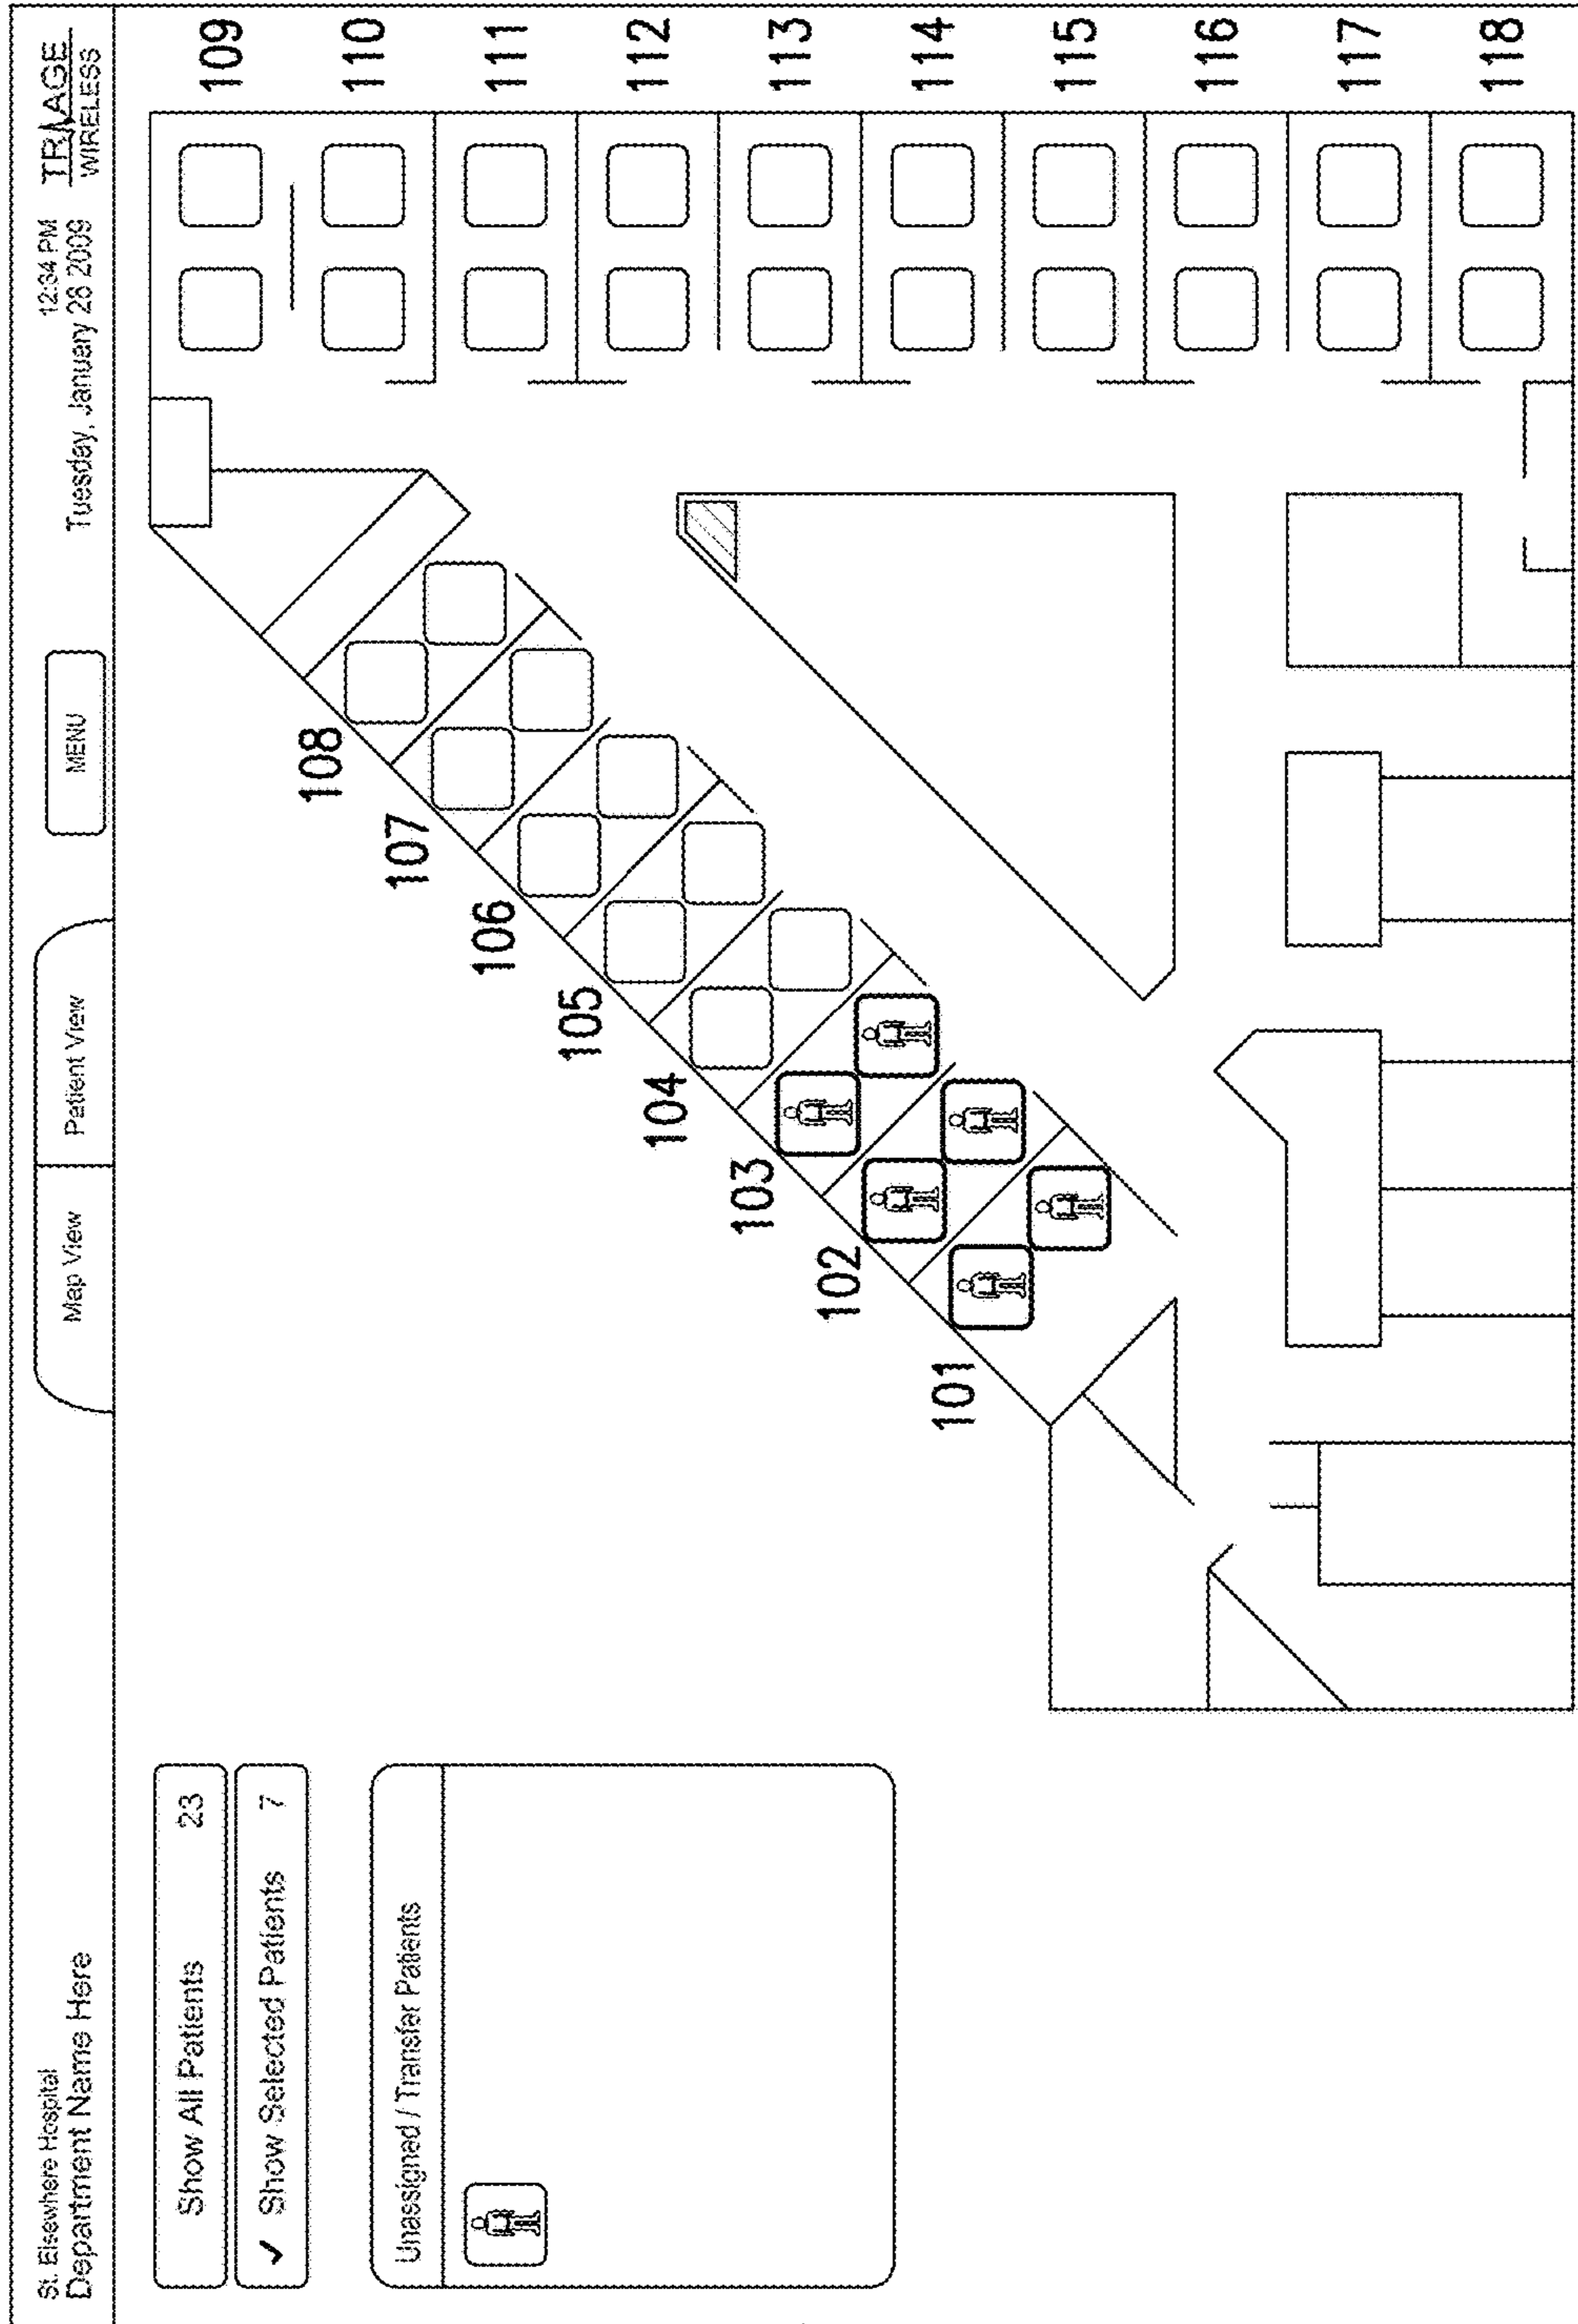 St. Elsewhere Hospital
Department Name Here
Map View
Patient View
MENU
12:34 PM
Tuesday, January 28 2009
TRIAGE
WIRELESS
Show All Patients 23
✓ Show Selected Patients 7
Unassigned / Transfer Patients
101
102
103
104
105
106
107
108
109
110
111
112
113
114
115
116
117
118